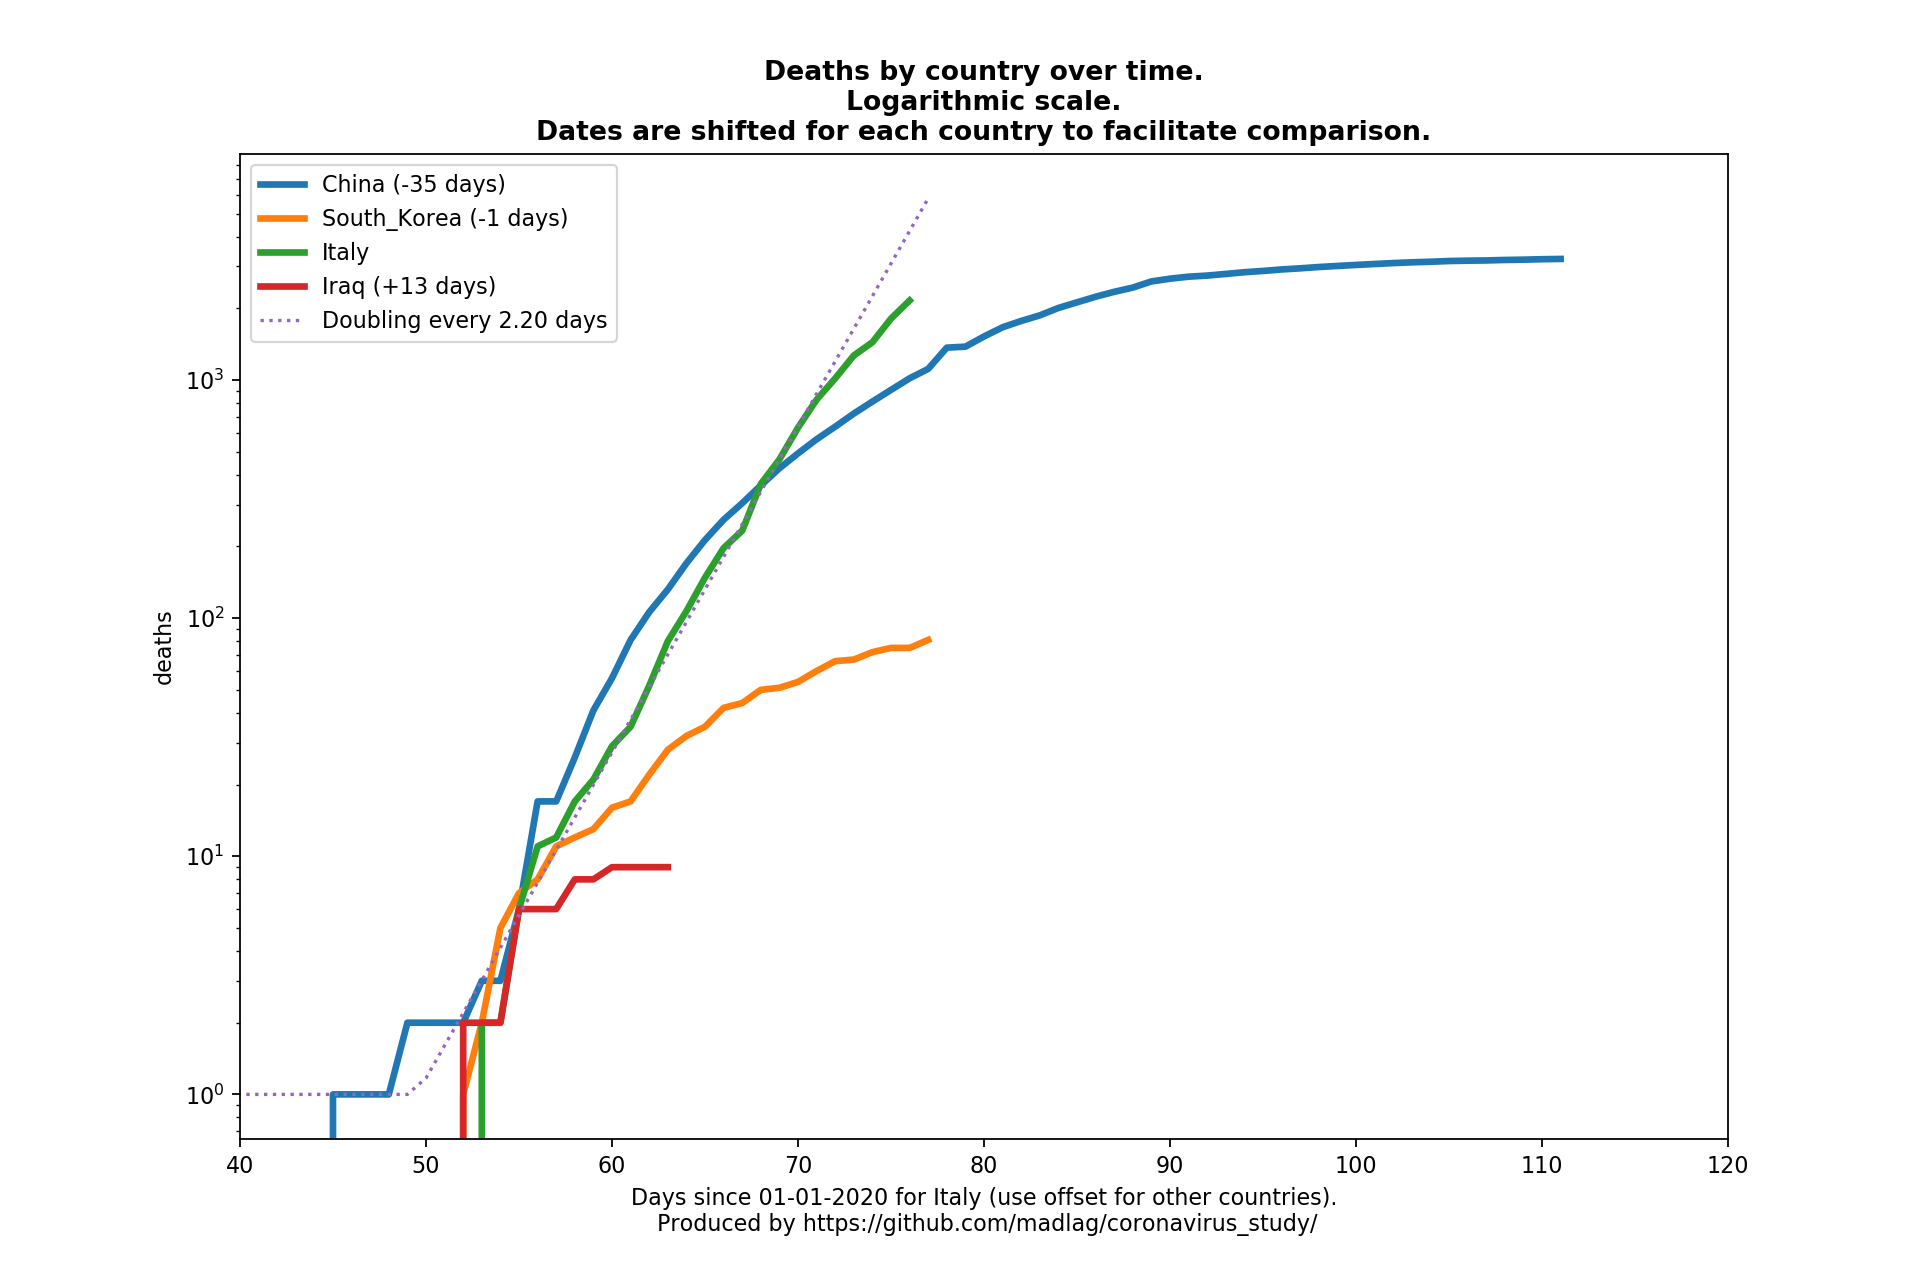 Deaths by country over time.
Logarithmic scale.
Dates are shifted for each country to facilitate comparison.
China (-35 days)
South_Korea (-1 days)
Italy
Iraq (+13 days)
Doubling every 2.20 days
10³
10²
10¹
10⁰
deaths
40 50 60 70 80 90 100 110 120
Days since 01-01-2020 for Italy (use offset for other countries).
Produced by https://github.com/madlag/coronavirus_study/